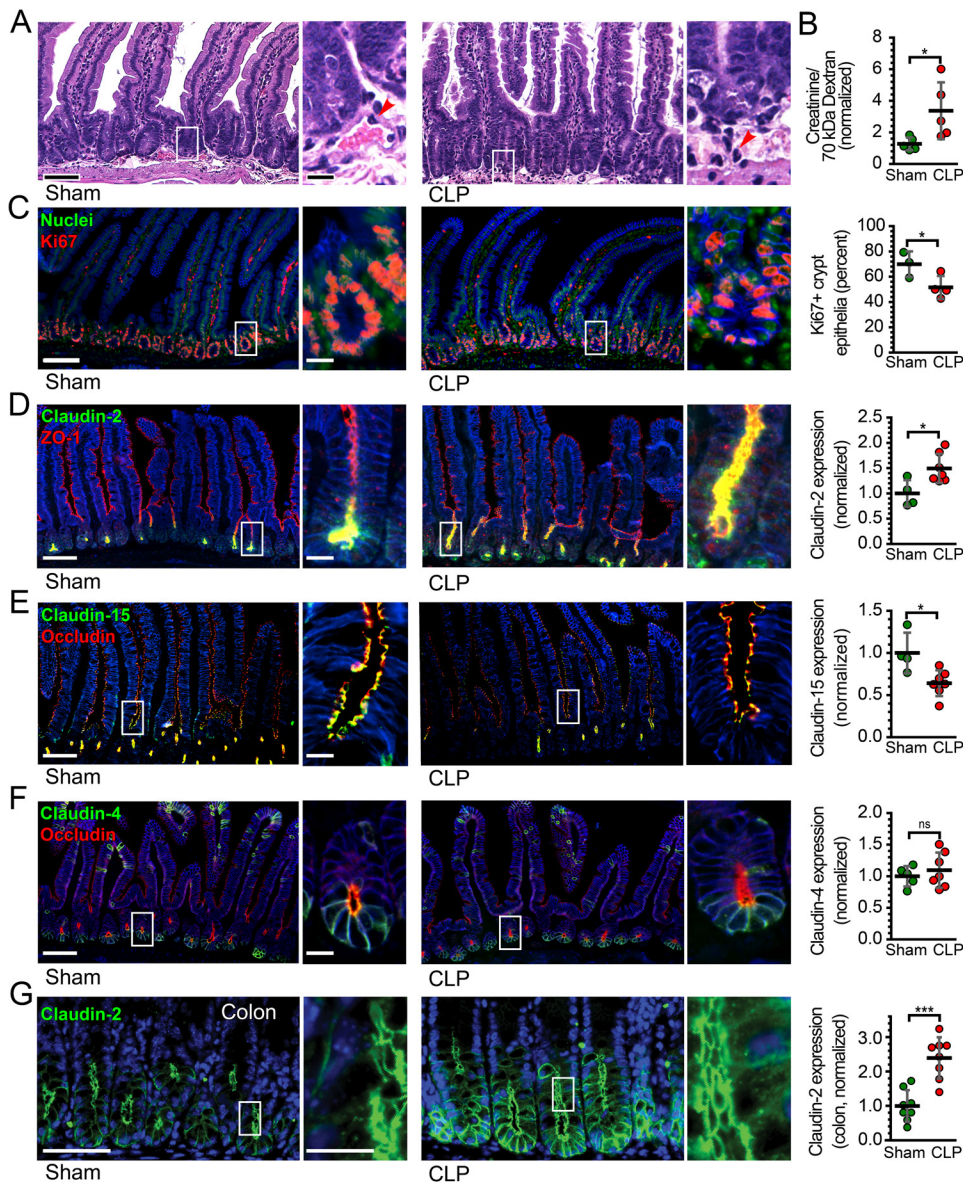 A
B
Sham
CLP
Creatinine/
70 kDa Dextran
(normalized)
8
6
4
2
0
*
Sham CLP
C
Nuclei
Ki67
Sham
CLP
Ki67+ crypt
epithelia (percent)
100
80
60
40
20
0
*
Sham CLP
D
Claudin-2
ZO-1
Sham
CLP
Claudin-2 expression
(normalized)
2.5
2.0
1.5
1.0
0.5
0.0
*
Sham CLP
E
Claudin-15
Occludin
Sham
CLP
Claudin-15 expression
(normalized)
1.5
1.0
0.5
0.0
*
Sham CLP
F
Claudin-4
Occludin
Sham
CLP
Claudin-4 expression
(normalized)
2.0
1.5
1.0
0.5
0.0
ns
Sham CLP
G
Claudin-2
Colon
Sham
CLP
Claudin-2 expression
(colon, normalized)
3.0
2.0
1.0
0.0
***
Sham CLP